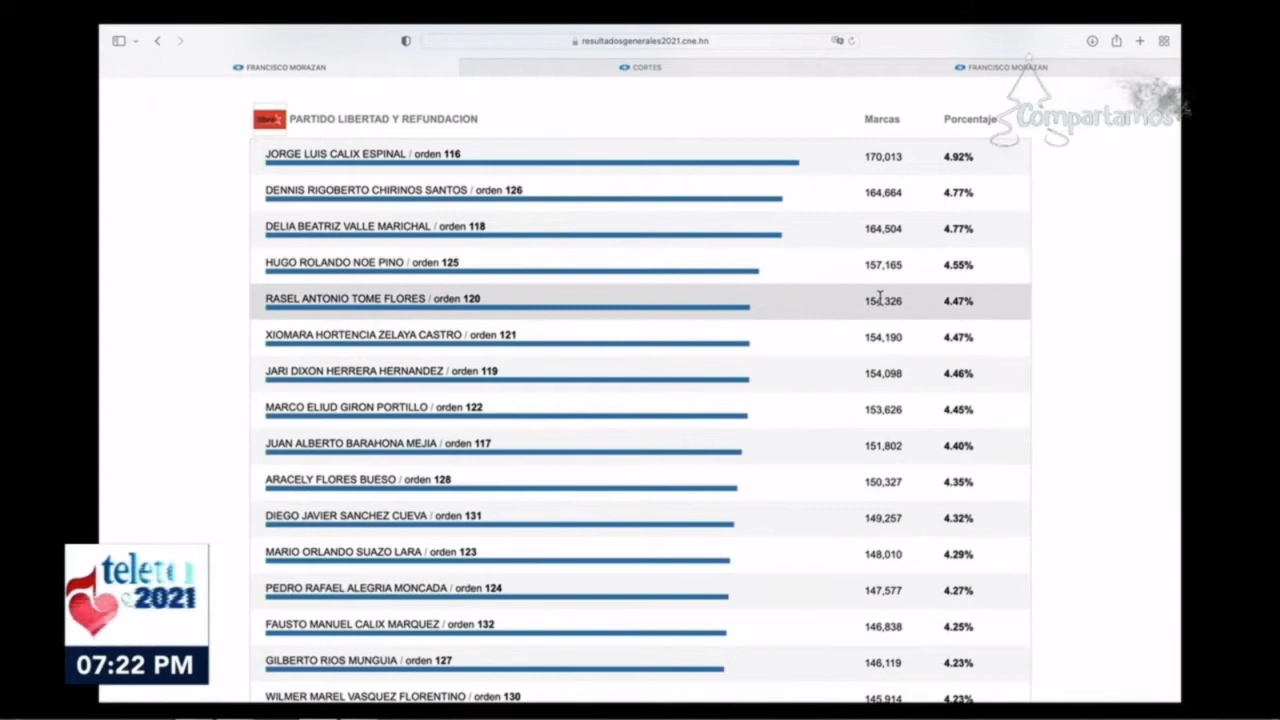 resultadosgenerales2021.cne.hn
FRANCISCO MORAZAN
CORTES
FRANCISCO MORAZAN
Compartamos
libre PARTIDO LIBERTAD Y REFUNDACION Marcas Porcentaje
JORGE LUIS CALIX ESPINAL / orden 116 170,013 4.92%
DENNIS RIGOBERTO CHIRINOS SANTOS / orden 126 164,664 4.77%
DELIA BEATRIZ VALLE MARICHAL / orden 118 164,504 4.77%
HUGO ROLANDO NOE PINO / orden 125 157,165 4.55%
RASEL ANTONIO TOME FLORES / orden 120 4.47%
XIOMARA HORTENCIA ZELAYA CASTRO / orden 121 154,190 4.47%
JARI DIXON HERRERA HERNANDEZ / orden 119 154,098 4.46%
MARCO ELIUD GIRON PORTILLO / orden 122 153,626 4.45%
JUAN ALBERTO BARAHONA MEJIA / orden 117 151,802 4.40%
ARACELY FLORES BUESO / orden 128 150,327 4.35%
DIEGO JAVIER SANCHEZ CUEVA / orden 131 149,257 4.32%
MARIO ORLANDO SUAZO LARA / orden 123 148,010 4.29%
PEDRO RAFAEL ALEGRIA MONCADA / orden 124 147,577 4.27%
FAUSTO MANUEL CALIX MARQUEZ / orden 132 146,838 4.25%
GILBERTO RIOS MUNGUIA / orden 127 146,119 4.23%
WILMER MAREL VASQUEZ FLORENTINO / orden 130 145,914 4.23%
2021
07:22 PM